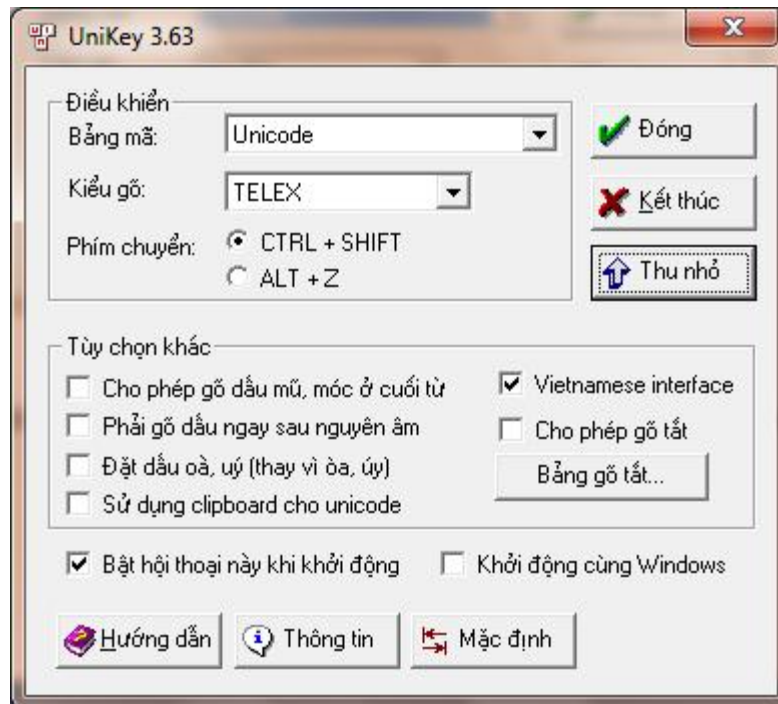 UniKey 3.63
Điều khiển
Bảng mã:
Unicode
Kiểu gõ:
TELEX
Phím chuyển:
CTRL + SHIFT
ALT + Z
Đóng
Kết thúc
Thu nhỏ
Tùy chọn khác
Cho phép gõ dấu mũ, móc ở cuối từ
Phải gõ dấu ngay sau nguyên âm
Đặt dấu oà, uý (thay vì òa, úy)
Sử dụng clipboard cho unicode
Vietnamese interface
Cho phép gõ tắt
Bảng gõ tắt...
Bật hội thoại này khi khởi động
Khởi động cùng Windows
Hướng dẫn
Thông tin
Mặc định